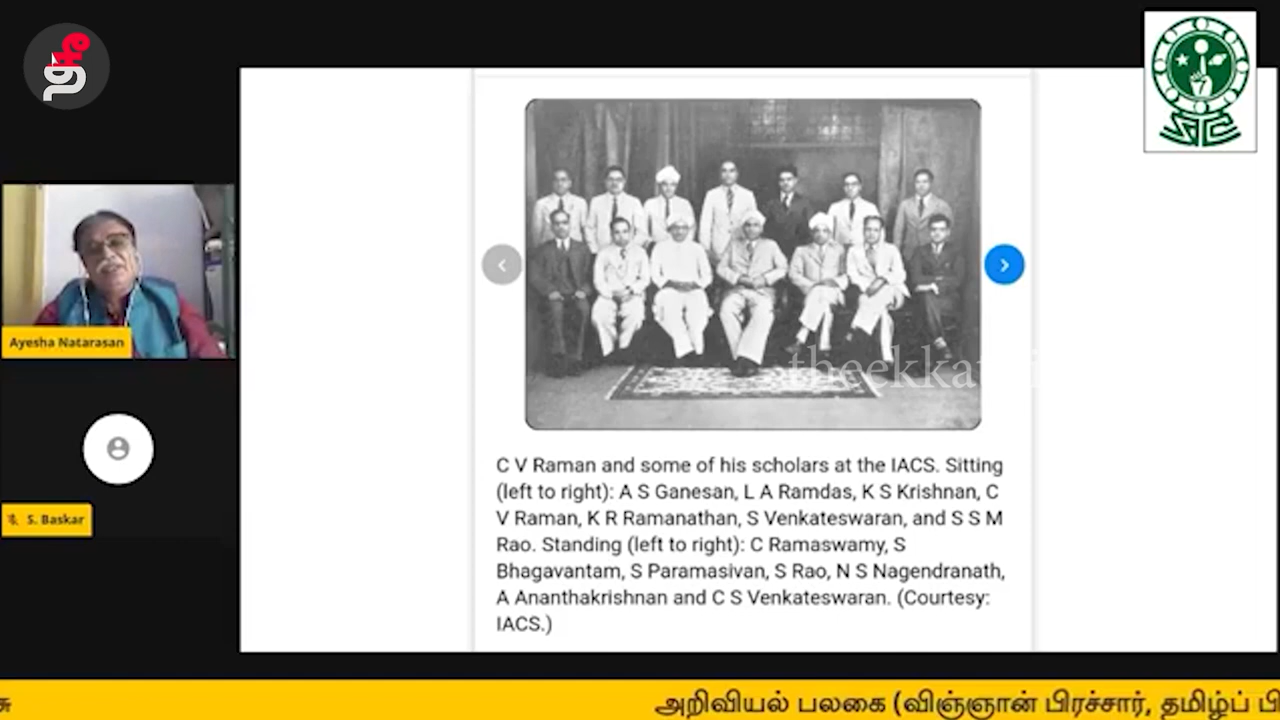 Ayesha Natarasan
S. Baskar
C V Raman and some of his scholars at the IACS. Sitting
(left to right): A S Ganesan, L A Ramdas, K S Krishnan, C
V Raman, K R Ramanathan, S Venkateswaran, and S S M
Rao. Standing (left to right): C Ramaswamy, S
Bhagavantam, S Paramasivan, S Rao, N S Nagendranath,
A Ananthakrishnan and C S Venkateswaran. (Courtesy:
IACS.)
அறிவியல் பலகை (விஞ்ஞான் பிரச்சார், தமிழ்ப் பி